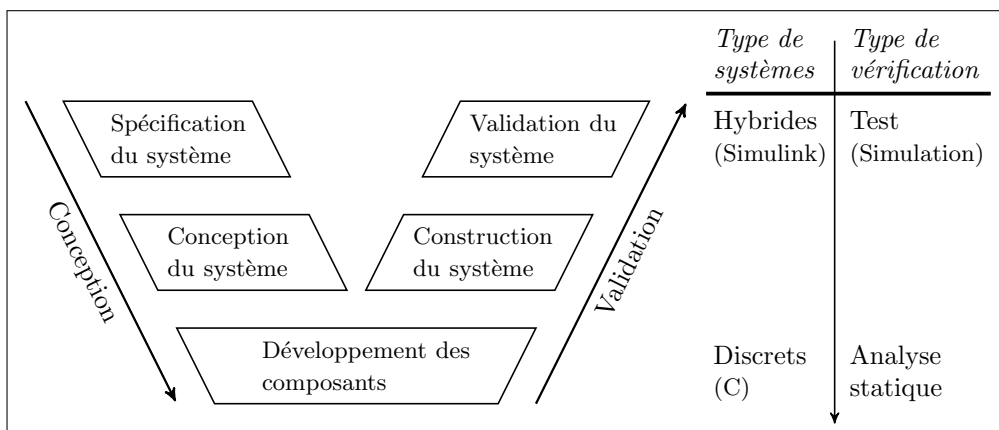 Spécification
du système
Validation du
système
Conception
du système
Construction
du système
Développement des
composants
Conception
Validation
Type de
systèmes
Type de
vérification
Hybrides
(Simulink)
Test
(Simulation)
Discrets
(C)
Analyse
statique